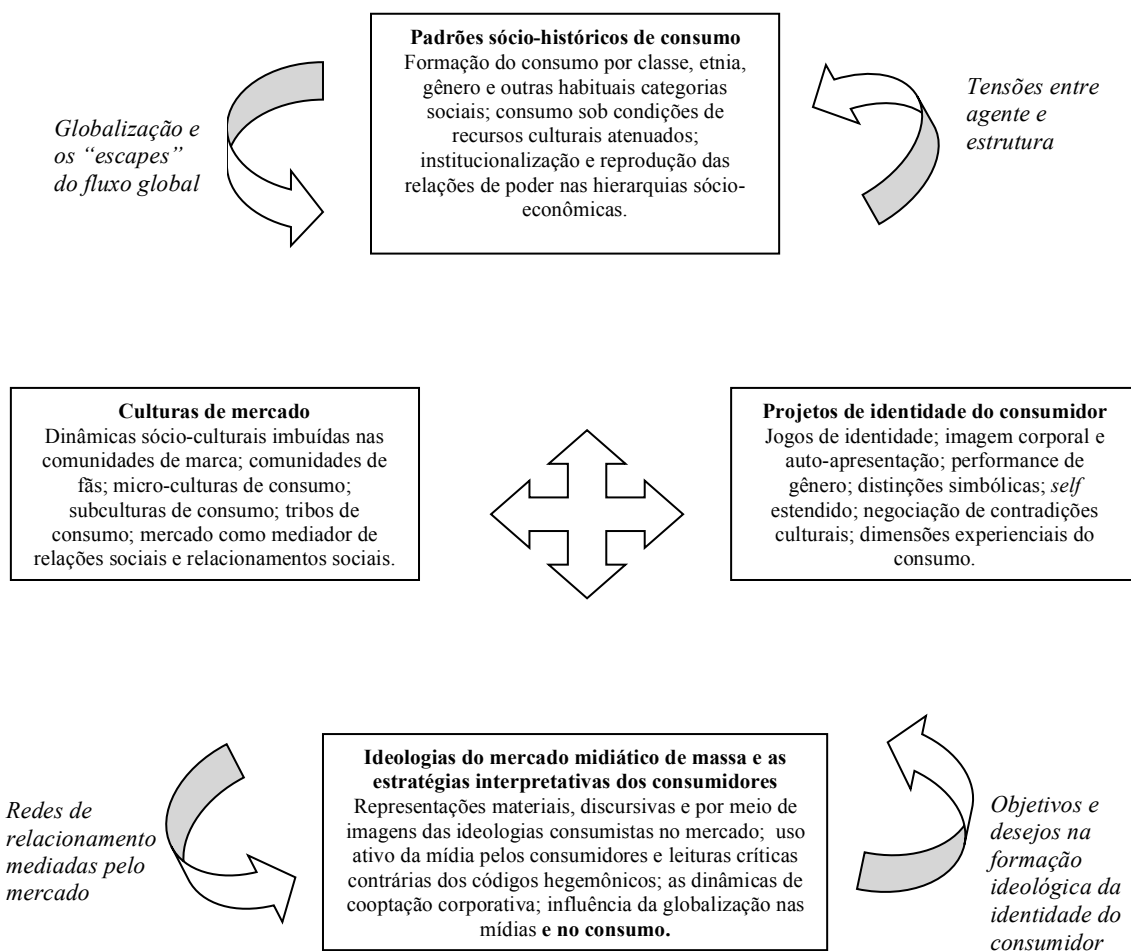 Padrões sócio-históricos de consumo
Formação do consumo por classe, etnia,
gênero e outras habituais categorias
sociais; consumo sob condições de
recursos culturais atenuados;
institucionalização e reprodução das
relações de poder nas hierarquias sócio-
econômicas.
Globalização e
os “escapes”
do fluxo global
Tensões entre
agente e
estrutura
Culturas de mercado
Dinâmicas sócio-culturais imbuídas nas
comunidades de marca; comunidades de
fãs; micro-culturas de consumo;
subculturas de consumo; tribos de
consumo; mercado como mediador de
relações sociais e relacionamentos sociais.
Projetos de identidade do consumidor
Jogos de identidade; imagem corporal e
auto-apresentação; performance de
gênero; distinções simbólicas; self
estendido; negociação de contradições
culturais; dimensões experienciais do
consumo.
Ideologias do mercado midiático de massa e as
estratégias interpretativas dos consumidores
Representações materiais, discursivas e por meio de
imagens das ideologias consumistas no mercado; uso
ativo da mídia pelos consumidores e leituras críticas
contrárias dos códigos hegemônicos; as dinâmicas de
cooptação corporativa; influência da globalização nas
mídias e no consumo.
Redes de
relacionamento
mediadas pelo
mercado
Objetivos e
desejos na
formação
ideológica da
identidade do
consumidor